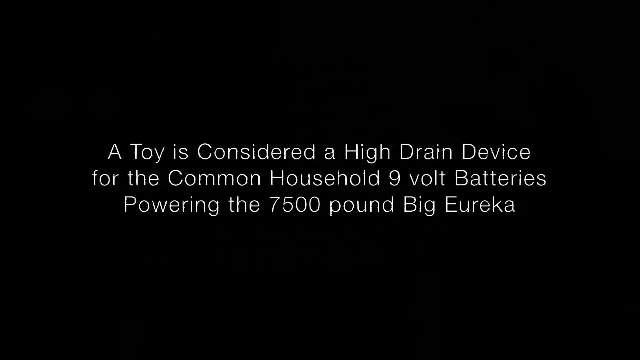 A Toy is Considered a High Drain Device
for the Common Household 9 volt Batteries
Powering the 7500 pound Big Eureka